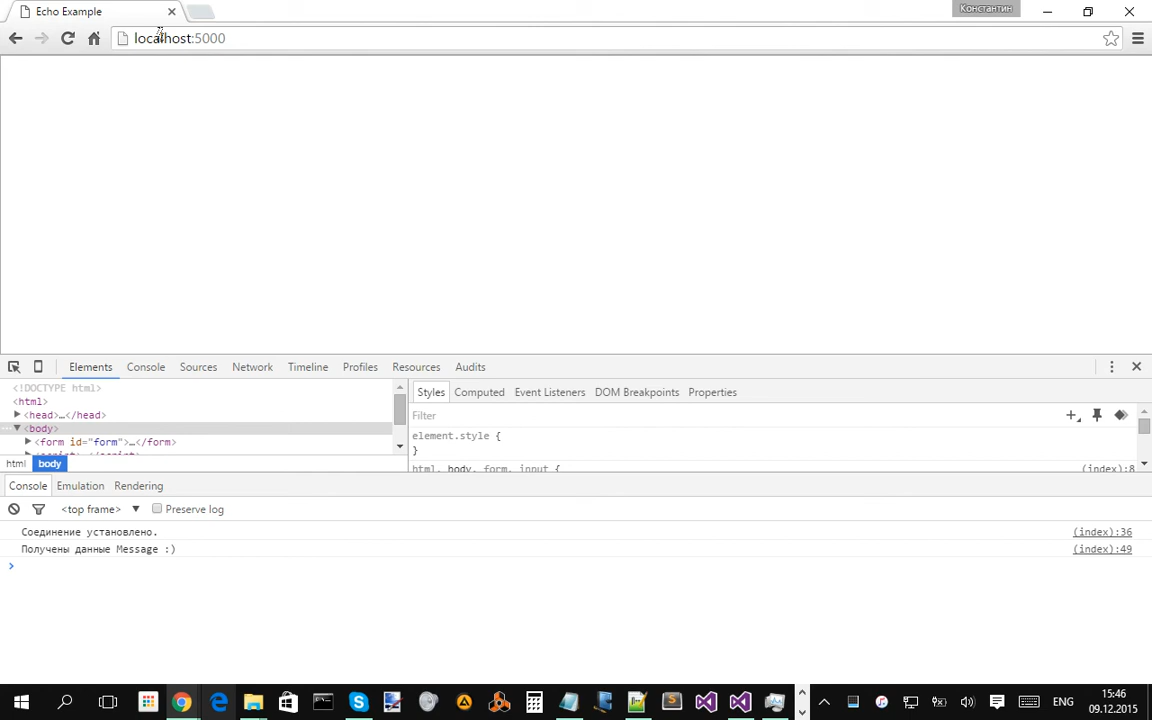 Echo Example
Константин
localhost:5000
Elements Console Sources Network Timeline Profiles Resources Audits
<!DOCTYPE html>
<html>
<head>…</head>
<body>
<form id="form">…</form>
html body
Styles Computed Event Listeners DOM Breakpoints Properties
Filter
element.style {
}
html, body, form, input { (index):8
Console Emulation Rendering
<top frame> Preserve log
Соединение установлено. (index):36
Получены данные Message :) (index):49
ENG
15:46
09.12.2015